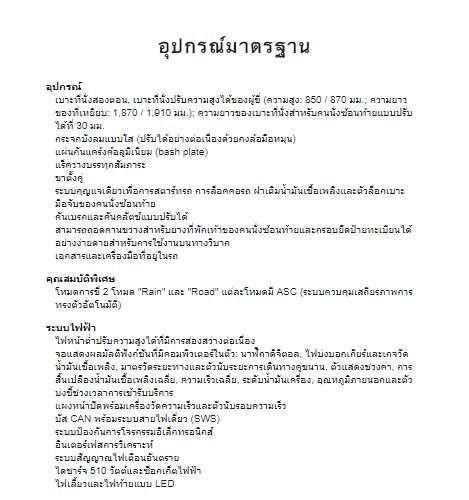 อุปกรณ์มาตรฐาน
อุปกรณ์
เบาะที่นั่งสองตอน, เบาะที่นั่งปรับความสูงได้ของผู้ขี่ (ความสูง: 850 / 870 มม.; ความยาว
ของที่เหยียบ: 1,870 / 1,910 มม.); ความยาวของเบาะที่นั่งสำหรับคนนั่งซ้อนท้ายแบบปรับ
ได้ที่ 30 มม.
กระจกบังลมแบบใส (ปรับได้อย่างต่อเนื่องด้วยกงล้อมือหมุน)
แผ่นกันแคร้งค์อลูมิเนียม (bash plate)
แร็ควางบรรทุกสัมภาระ
ขาตั้งคู่
ระบบกุญแจเดียวเพื่อการสตาร์ทรถ การล็อคคอรถ ฝาเติมน้ำมันเชื้อเพลิงและตัวล็อกเบาะ
มือจับของคนนั่งซ้อนท้าย
คันเบรกและคันคลัตช์แบบปรับได้
สามารถถอดคานขวางสำหรับยางที่พักเท้าของคนนั่งซ้อนท้ายและกรอบยึดป้ายทะเบียนได้
อย่างง่ายดายสำหรับการใช้งานบนทางวิบาก
เอกสารและเครื่องมือที่อยู่ในรถ
คุณสมบัติพิเศษ
โหมดการขี่ 2 โหมด "Rain" และ "Road" แต่ละโหมดมี ASC (ระบบควบคุมเสถียรภาพการ
ทรงตัวอัตโนมัติ)
ระบบไฟฟ้า
ไฟหน้าต่ำปรับความสูงได้ที่มีการส่องสว่างต่อเนื่อง
จอแสดงผลมัลติฟังก์ชันที่มีคอมพิวเตอร์ในตัว: นาฬิกาดิจิตอล, ไฟบ่งบอกเกียร์และเกจวัด
น้ำมันเชื้อเพลิง, มาตรวัดระยะทางและตัวนับระยะการเดินทางคู่ขนาน, ตัวแสดงช่วงค่า, การ
สิ้นเปลืองน้ำมันเชื้อเพลิงเฉลี่ย, ความเร็วเฉลี่ย, ระดับน้ำมันเครื่อง, อุณหภูมิภายนอกและตัว
บ่งชี้ช่วงเวลาการเข้ารับบริการ
แผงหน้าปัดพร้อมเครื่องวัดความเร็วและตัวนับรอบความเร็ว
บัส CAN พร้อมระบบสายไฟเดี่ยว (SWS)
ระบบป้องกันการโจรกรรมอิเล็กทรอนิกส์
อินเตอร์เฟสการวิเคราะห์
ระบบสัญญาณไฟเตือนอันตราย
ไดชาร์จ 510 วัตต์และช็อกเก็ตไฟฟ้า
ไฟเลี้ยวและไฟท้ายแบบ LED